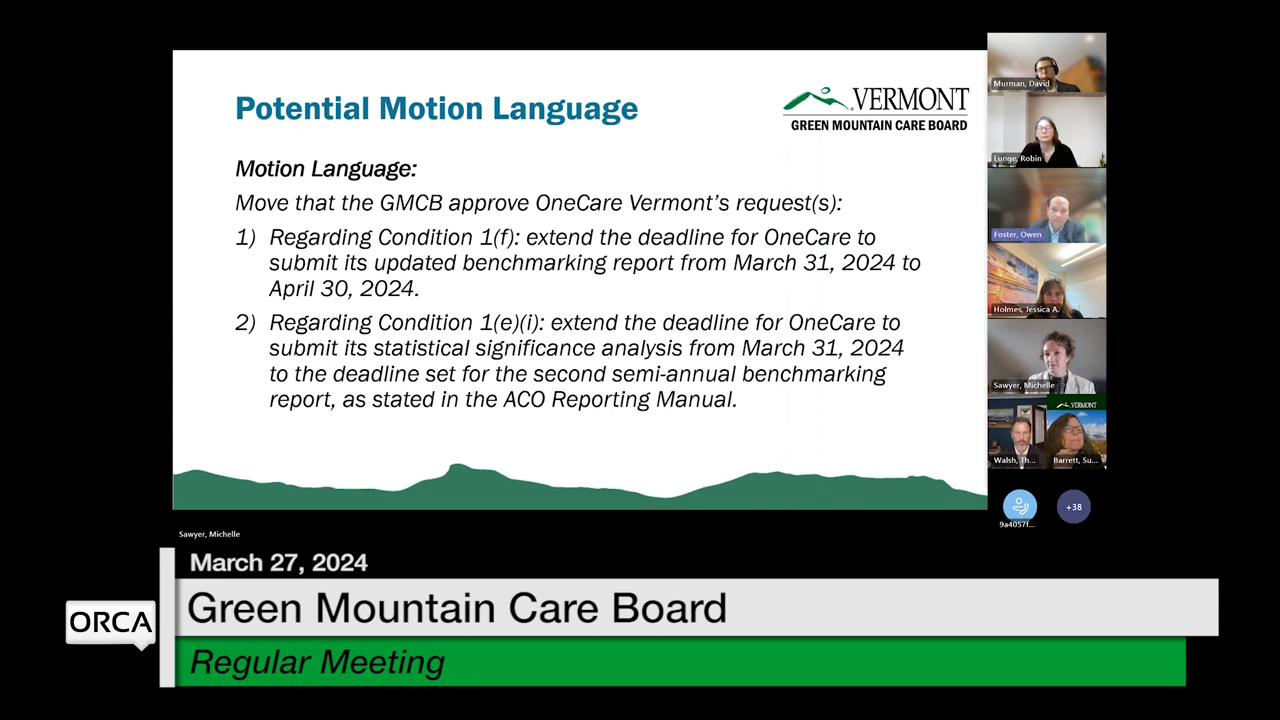 Potential Motion Language
VERMONT
GREEN MOUNTAIN CARE BOARD
Motion Language:
Move that the GMCB approve OneCare Vermont's request(s):
1) Regarding Condition 1(f): extend the deadline for OneCare to
submit its updated benchmarking report from March 31, 2024 to
April 30, 2024.
2) Regarding Condition 1(e)(i): extend the deadline for OneCare to
submit its statistical significance analysis from March 31, 2024
to the deadline set for the second semi-annual benchmarking
report, as stated in the ACO Reporting Manual.
Murman, David
Lunge, Robin
Foster, Owen
Holmes, Jessica A.
Sawyer, Michelle
VERMONT
Walsh, Th...
Barrett, Su...
9a4057f...
+38
Sawyer, Michelle
March 27, 2024
ORCA
Green Mountain Care Board
Regular Meeting